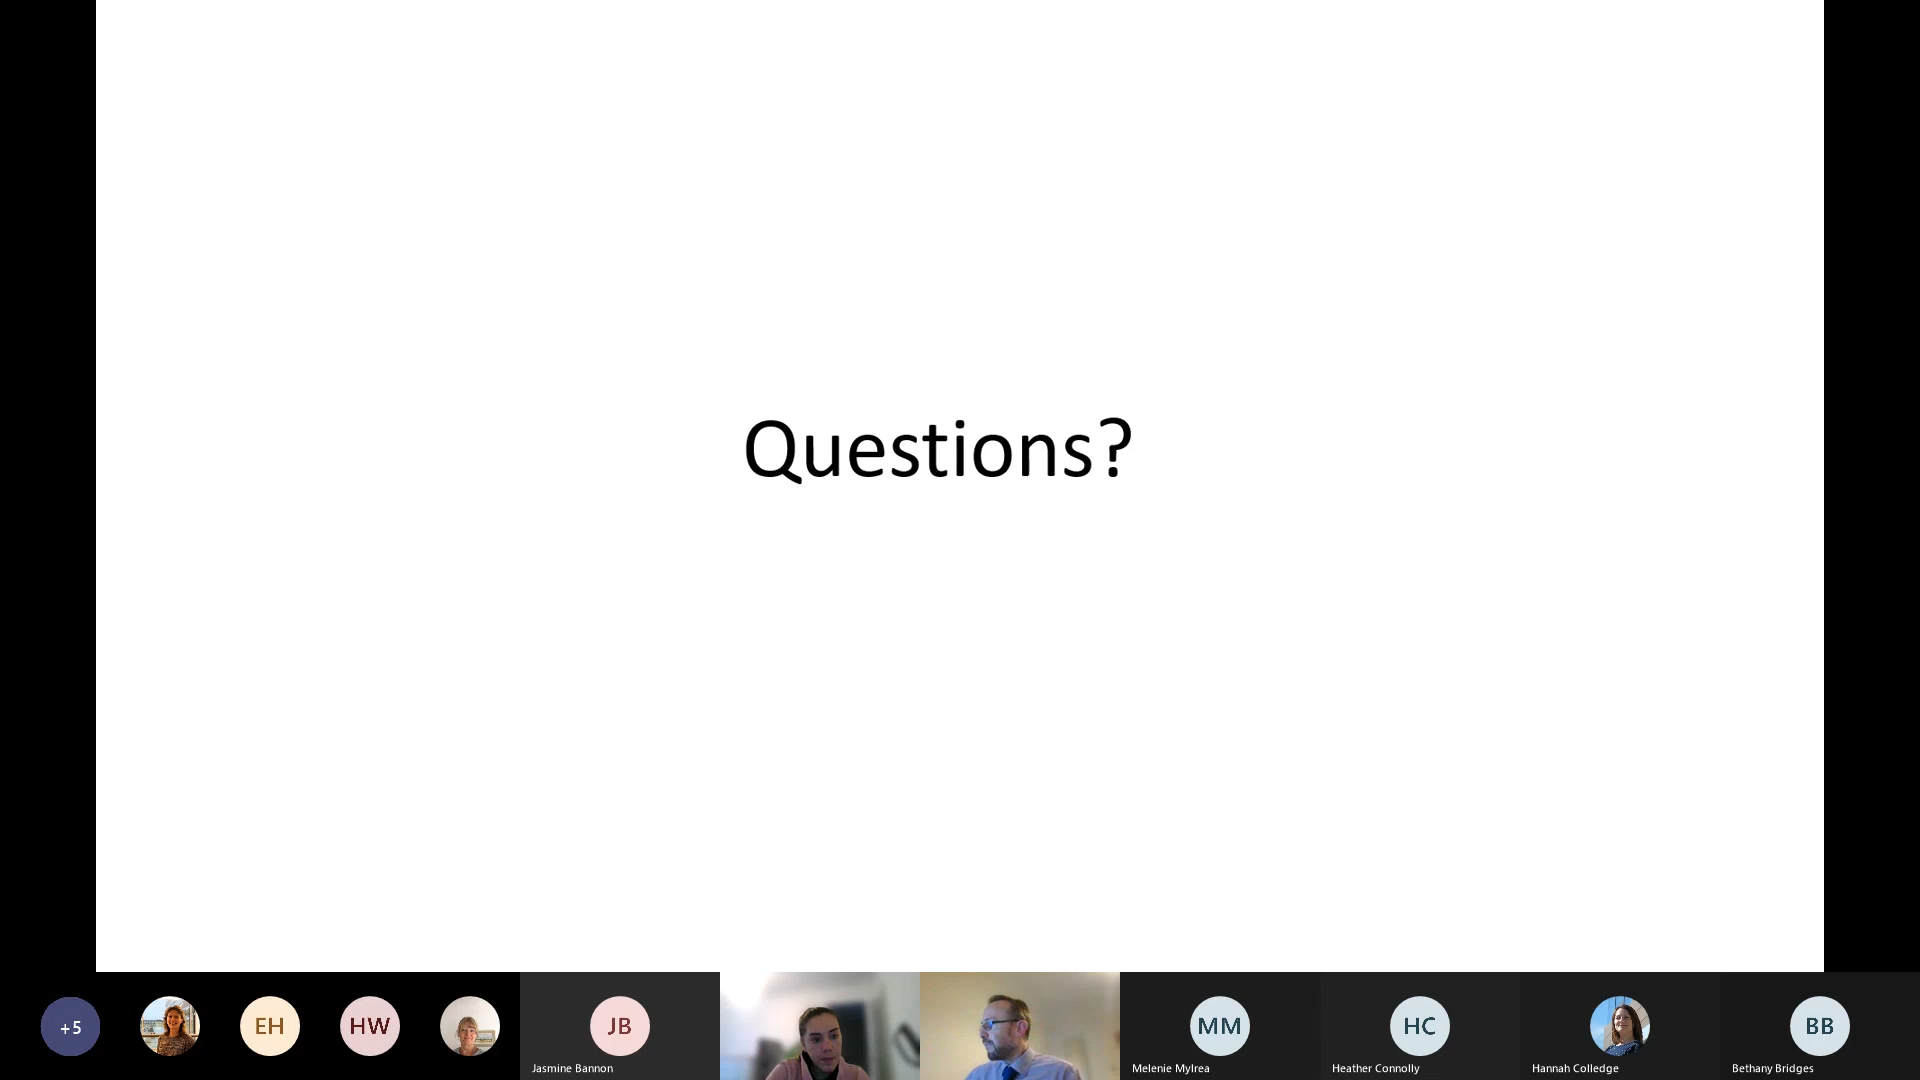 Questions?
+5
EH
HW
JB
Jasmine Bannon
MM
Melenie Mylrea
HC
Heather Connolly
Hannah Colledge
BB
Bethany Bridges